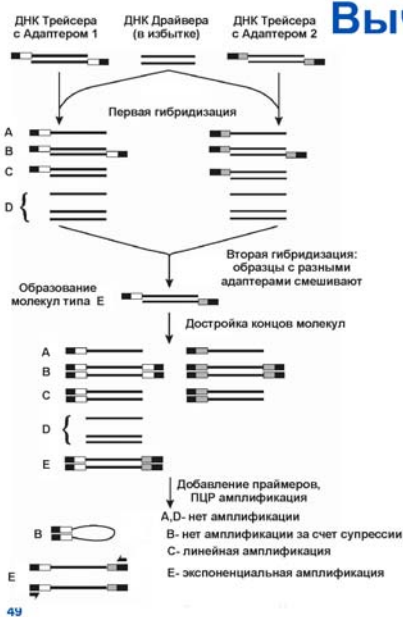 ДНК Трейсера
с Адаптером 1
ДНК Драйвера
(в избытке)
ДНК Трейсера
с Адаптером 2
Первая гибридизация
A
B
C
D {
Вторая гибридизация:
образцы с разными
адаптерами смешивают
Образование
молекул типа E
Достройка концов молекул
A
B
C
D {
E
Добавление праймеров,
ПЦР амплификация
A,D- нет амплификации
B- нет амплификации за счет супрессии
C- линейная амплификация
E- экспоненциальная амплификация
B
E
49